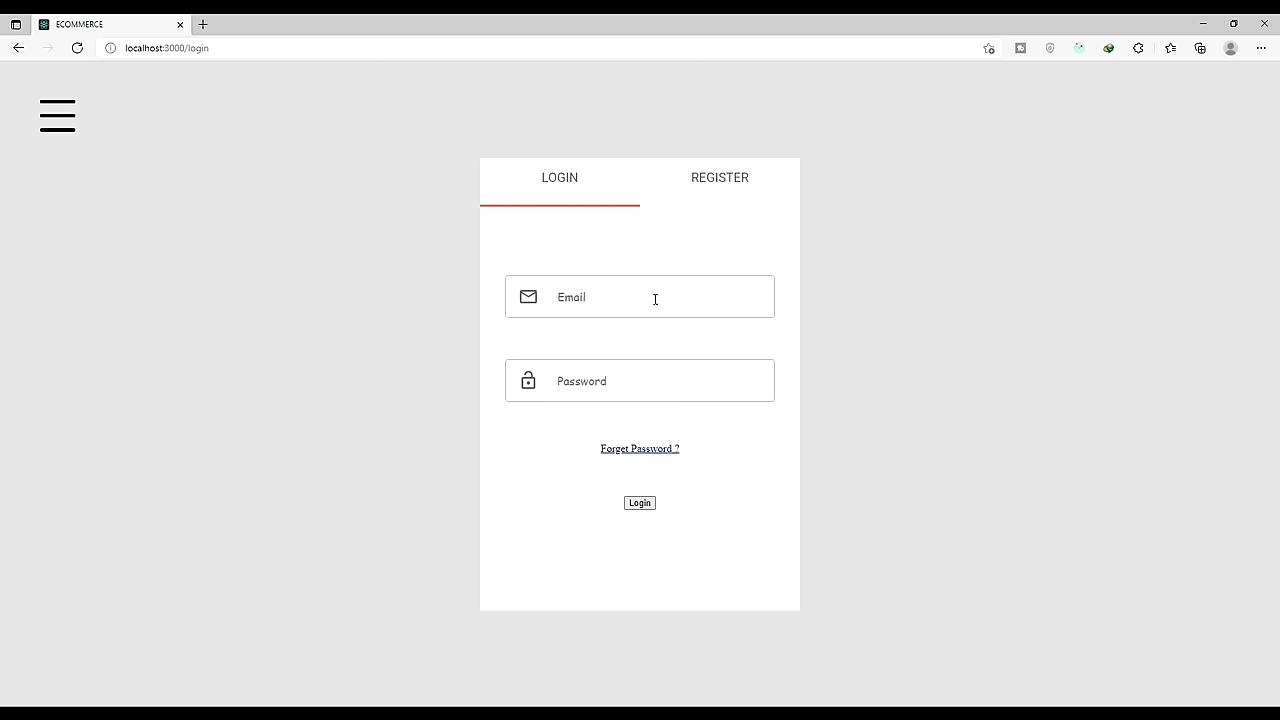 ECOMMERCE
localhost:3000/login
LOGIN REGISTER
Email
Password
Forget Password ?
Login